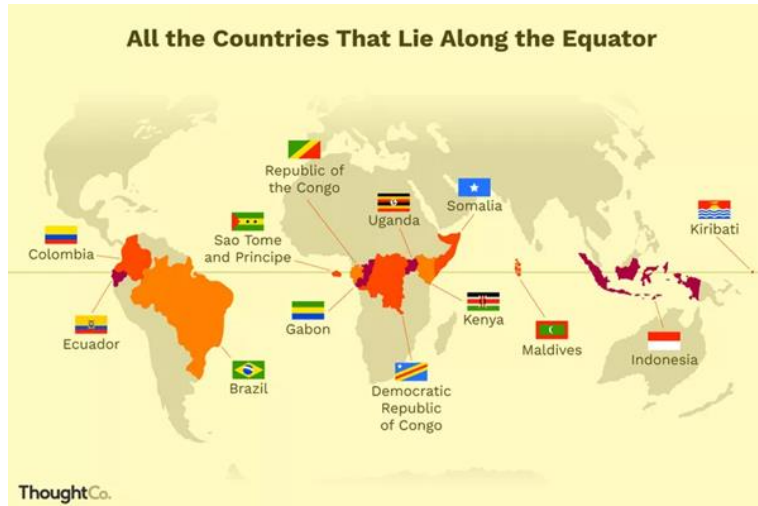 All the Countries That Lie Along the Equator
Republic of
the Congo
Uganda
Somalia
Kiribati
Colombia
Sao Tome
and Principe
Gabon
Kenya
Ecuador
Maldives
Indonesia
Brazil
Democratic
Republic
of Congo
ThoughtCo.